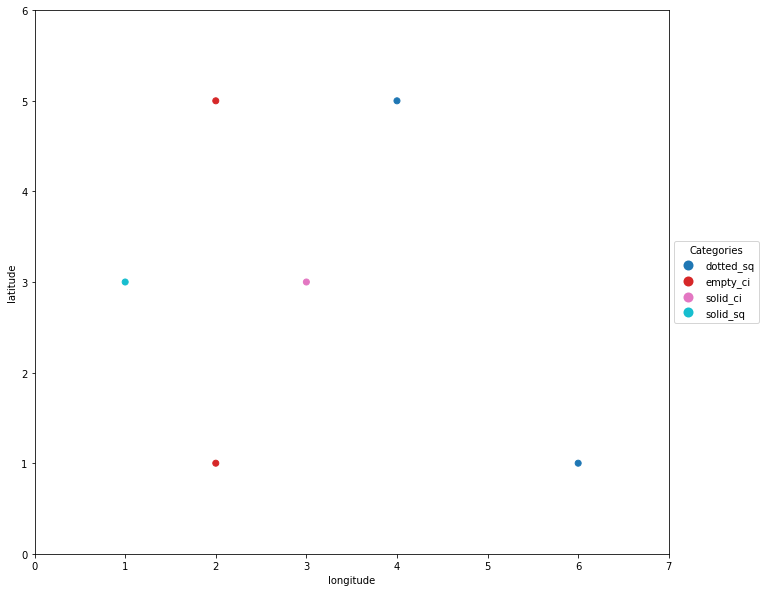 6
5
4
3
2
1
0
latitude
0 1 2 3 4 5 6 7
longitude
Categories
dotted_sq
empty_ci
solid_ci
solid_sq